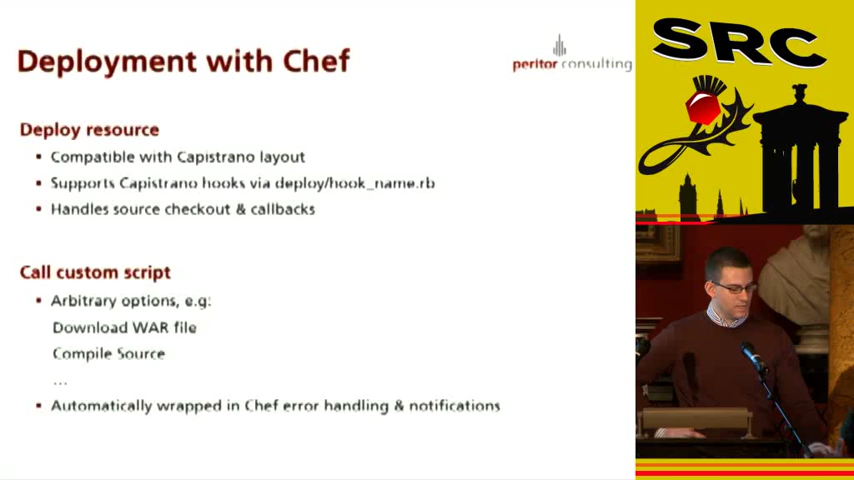 Deployment with Chef
peritor consulting
SRC
Deploy resource
▪ Compatible with Capistrano layout
▪ Supports Capistrano hooks via deploy/hook_name.rb
▪ Handles source checkout & callbacks
Call custom script
▪ Arbitrary options, e.g:
Download WAR file
Compile Source
...
▪ Automatically wrapped in Chef error handling & notifications